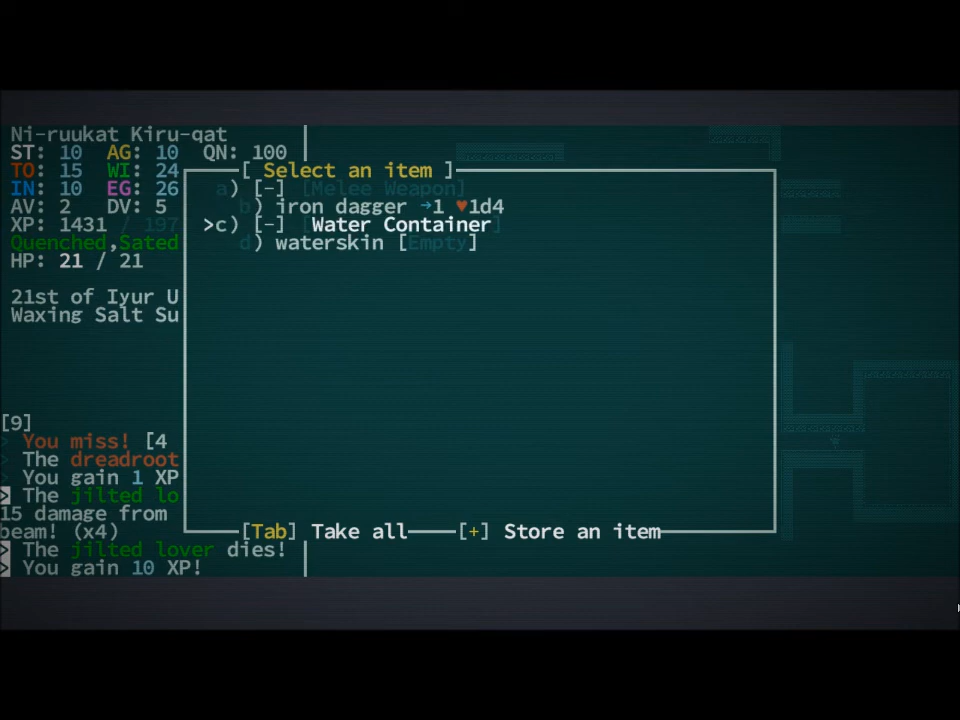 Ni-ruukat Kiru-qat
ST: 10 AG: 10 QN: 100
TO: 15 WI: 24
IN: 10 EG: 26
AV: 2 DV: 5
XP: 1431 / 197
Quenched,Sated
HP: 21 / 21
21st of Iyur U
Waxing Salt Su
[ Select an item ]
a) [-] [Melee Weapon]
b) iron dagger →1 ♥1d4
>c) [-] [Water Container]
d) waterskin [Empty]
[Tab] Take all
[+] Store an item
[9]
> You miss! [4
> The dreadroot
> You gain 1 XP
> The jilted lo
15 damage from
beam! (x4)
> The jilted lover dies!
> You gain 10 XP!